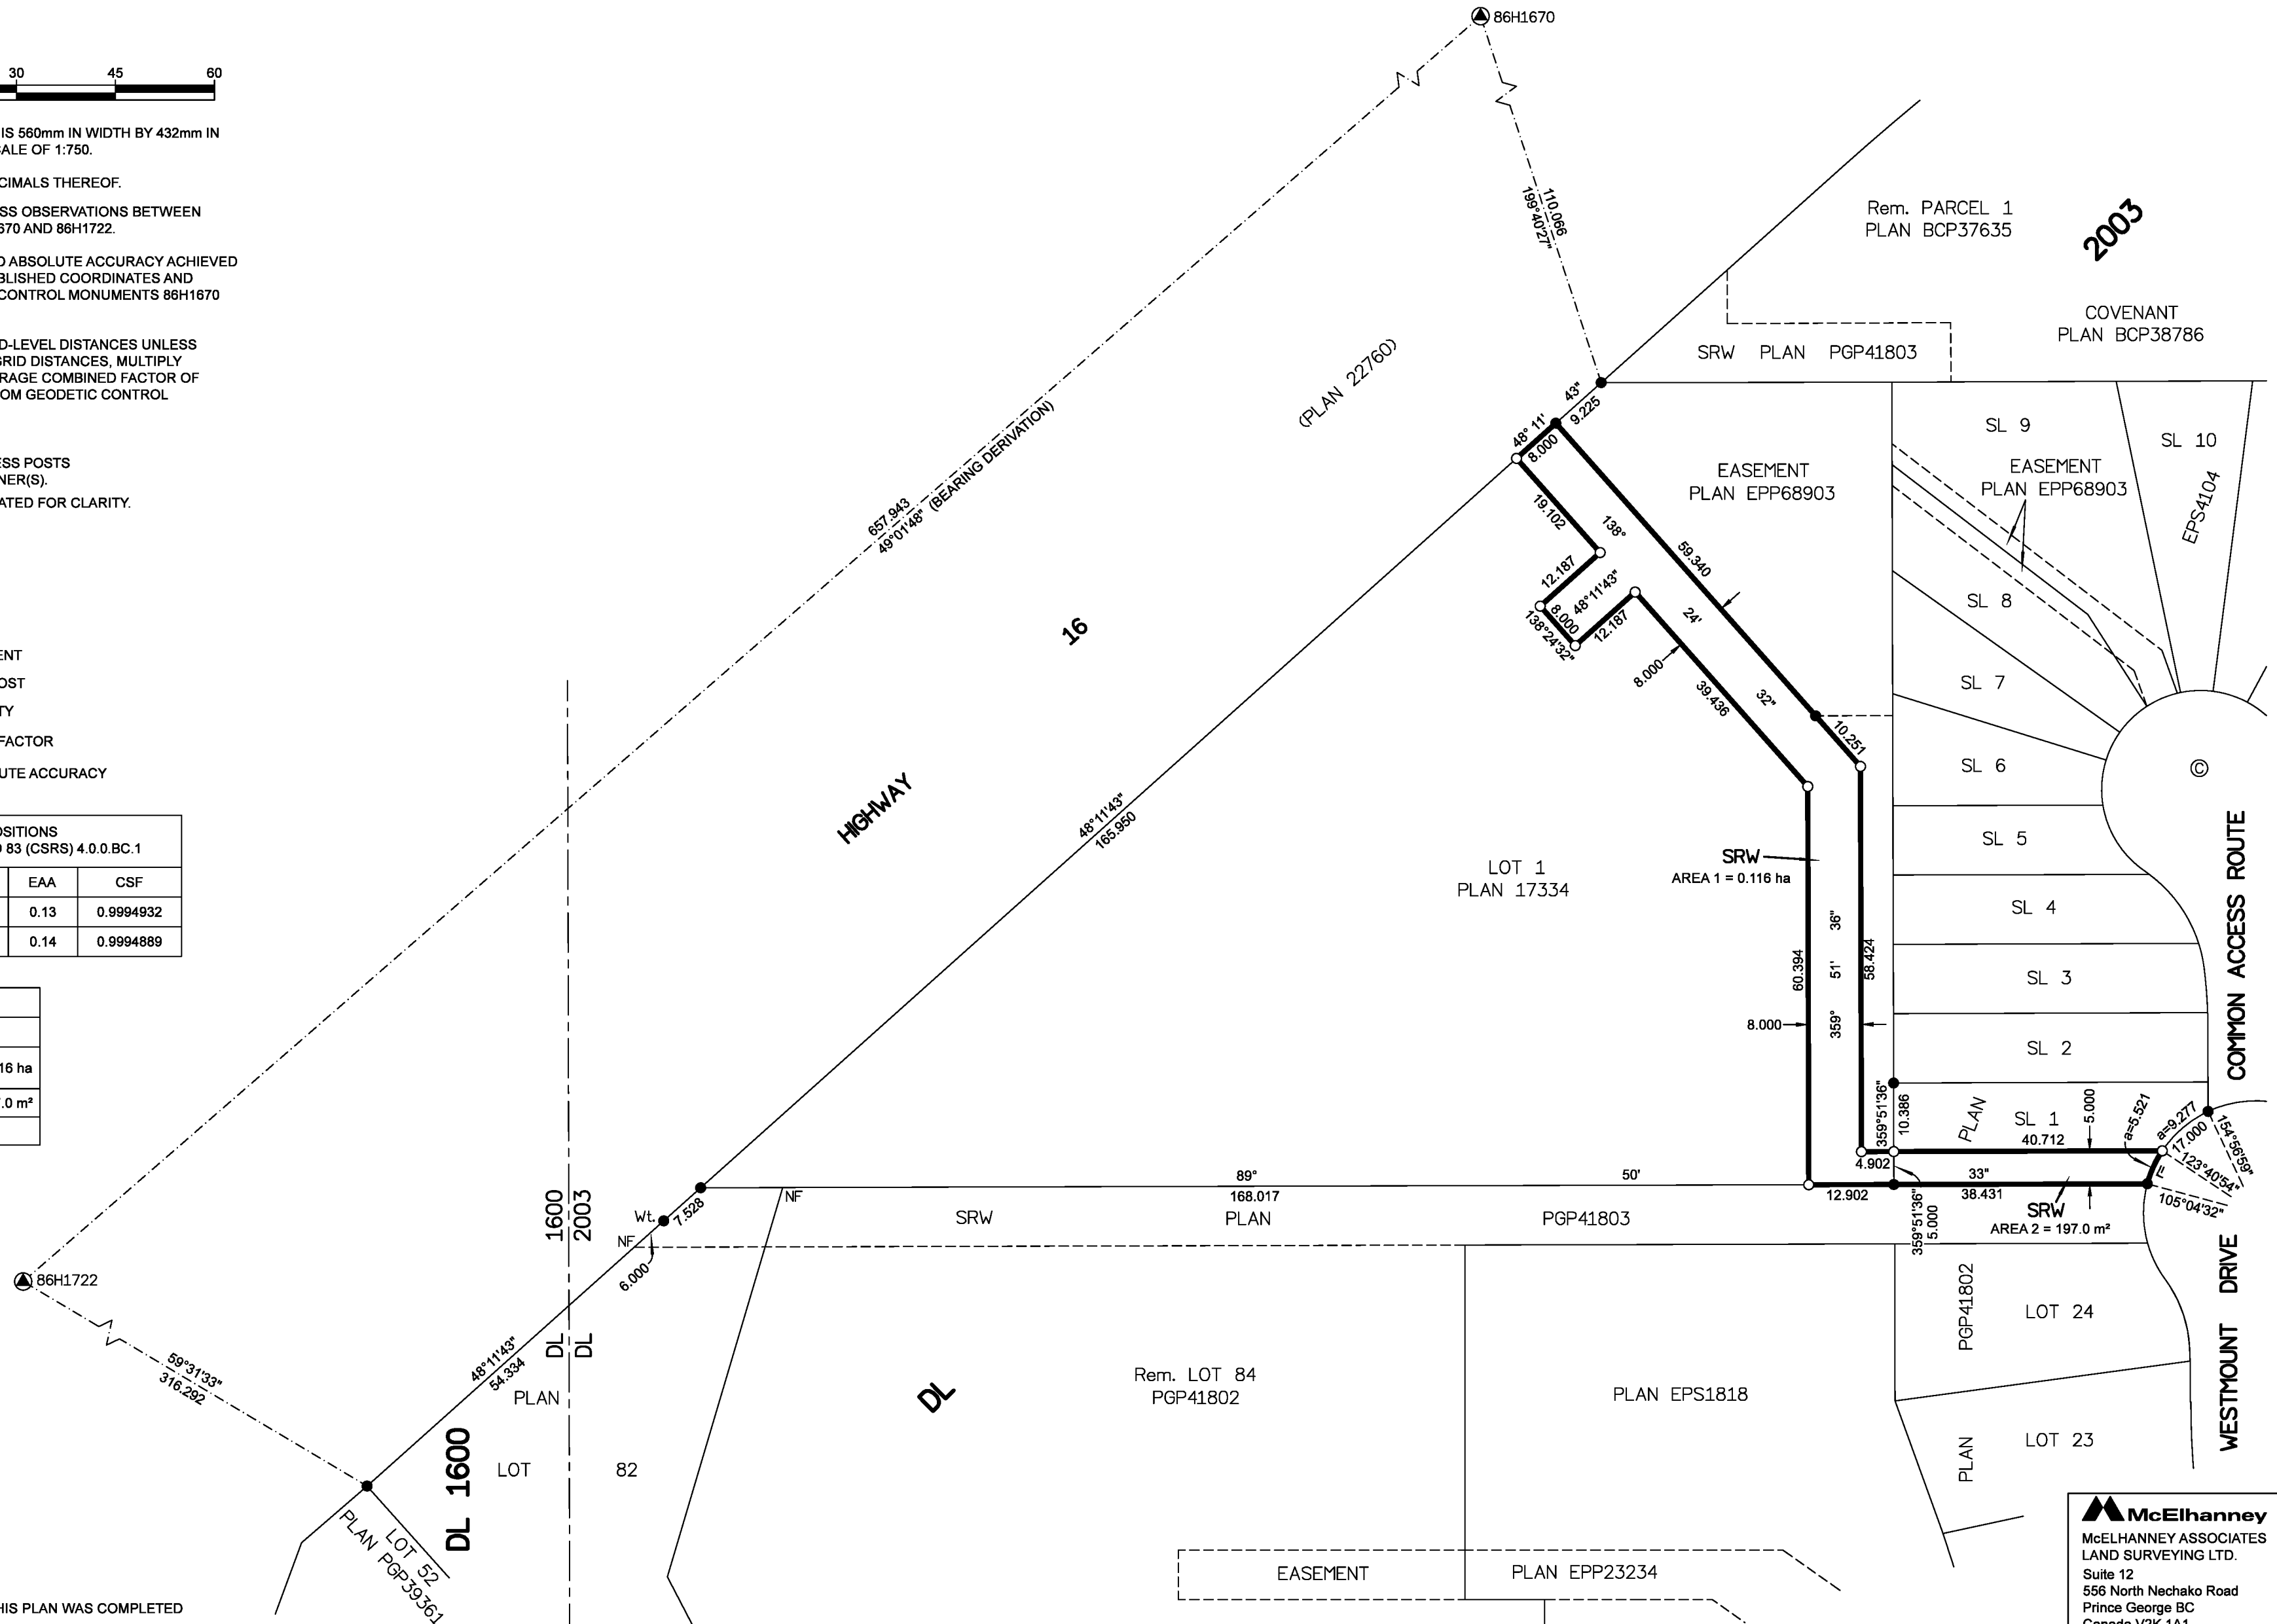 30 45 60
IS 560mm IN WIDTH BY 432mm IN
CALE OF 1:750.
CIMALS THEREOF.
SS OBSERVATIONS BETWEEN
670 AND 86H1722.
D ABSOLUTE ACCURACY ACHIEVED
BLISHED COORDINATES AND
CONTROL MONUMENTS 86H1670
D-LEVEL DISTANCES UNLESS
GRID DISTANCES, MULTIPLY
RAGE COMBINED FACTOR OF
OM GEODETIC CONTROL
ESS POSTS
NER(S).
ATED FOR CLARITY.
ENT
OST
TY
FACTOR
UTE ACCURACY
OSITIONS
83 (CSRS) 4.0.0.BC.1
EAA CSF
0.13 0.9994932
0.14 0.9994889
16 ha
.0 m²
HIS PLAN WAS COMPLETED
86H1670
110.066
199°40'27"
657.943
49°01'48" (BEARING DERIVATION)
(PLAN 22760)
Rem. PARCEL 1
PLAN BCP37635
2003
COVENANT
PLAN BCP38786
SRW PLAN PGP41803
43"
9.225
48° 11'
8.000
EASEMENT
PLAN EPP68903
SL 9
EASEMENT
PLAN EPP68903
SL 10
EPS4104
19.102
138°
59.340
12.187
48°11'43"
8.000
138°24'32"
12.187
24'
8.000
39.436
32"
10.251
SL 8
SL 7
SL 6
SL 5
SL 4
SL 3
SL 2
SL 1
PLAN
©
COMMON ACCESS ROUTE
16
HIGHWAY
48°11'43"
165.950
LOT 1
PLAN 17334
SRW
AREA 1 = 0.116 ha
60.394
36"
51'
359°
58.424
8.000
359°51'36"
10.386
4.902
40.712
5.000
a=5.521
a=9.277
17.000
154°56'59"
123°40'54"
105°04'32"
89° 50' 33"
168.017
12.902
38.431
359°51'36"
5.000
SRW
AREA 2 = 197.0 m²
1600
2003
DL
DL
Wt.
7.528
NF
NF
6.000
SRW PLAN PGP41803
86H1722
59°31'33"
316.292
48°11'43"
54.334
PLAN
LOT 82
DL 1600
LOT 52
PLAN PGP39361
DL
Rem. LOT 84
PGP41802
PLAN EPS1818
PGP41802
LOT 24
PLAN
LOT 23
WESTMOUNT DRIVE
EASEMENT PLAN EPP23234
McElhanney
McELHANNEY ASSOCIATES
LAND SURVEYING LTD.
Suite 12
556 North Nechako Road
Prince George BC
Canada V2K 1A1